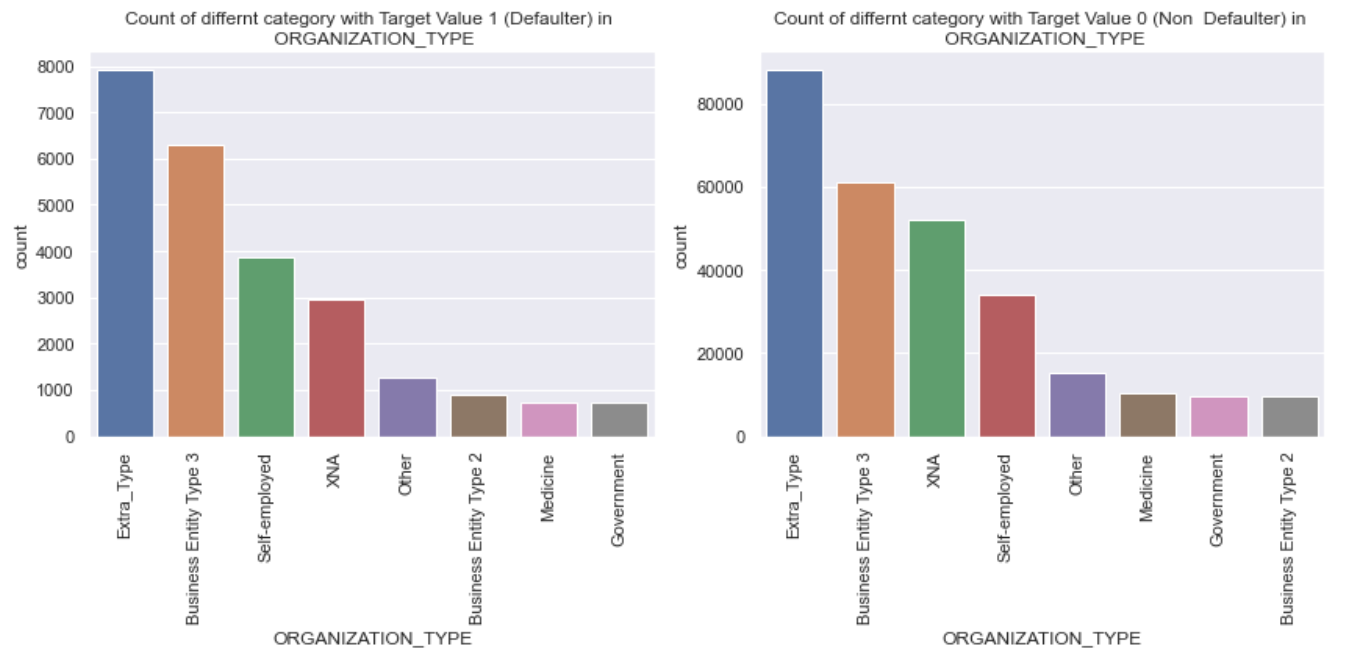 Count of differnt category with Target Value 1 (Defaulter) in
ORGANIZATION_TYPE
8000
7000
6000
5000
4000
3000
2000
1000
0
count
Extra_Type
Business Entity Type 3
Self-employed
XNA
Other
Business Entity Type 2
Medicine
Government
ORGANIZATION_TYPE
Count of differnt category with Target Value 0 (Non  Defaulter) in
ORGANIZATION_TYPE
80000
60000
40000
20000
0
count
Extra_Type
Business Entity Type 3
XNA
Self-employed
Other
Medicine
Government
Business Entity Type 2
ORGANIZATION_TYPE